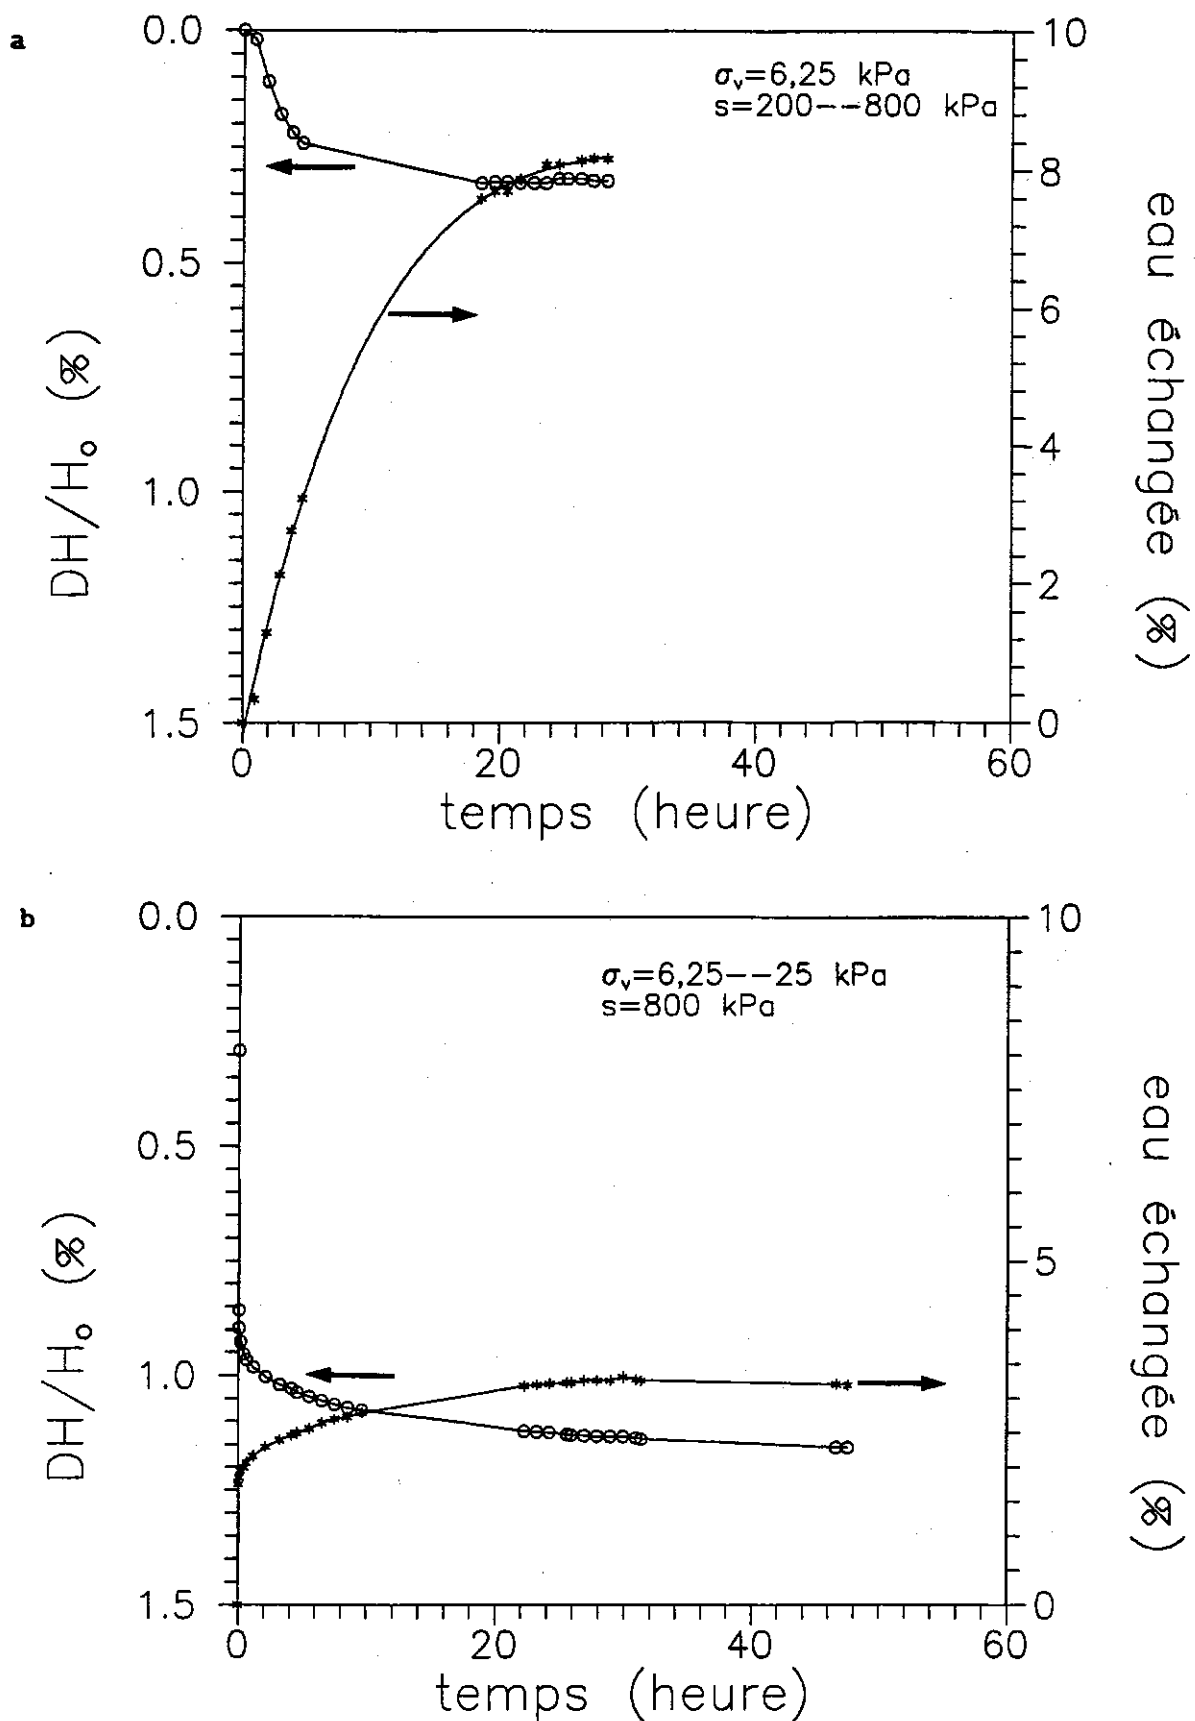 a
σᵥ=6,25 kPa
s=200--800 kPa
0.0
0.5
1.0
1.5
DH/Hₒ (%)
10
8
6
4
2
0
eau échangée (%)
0
20
40
60
temps (heure)
b
σᵥ=6,25--25 kPa
s=800 kPa
0.0
0.5
1.0
1.5
DH/Hₒ (%)
10
5
0
eau échangée (%)
0
20
40
60
temps (heure)